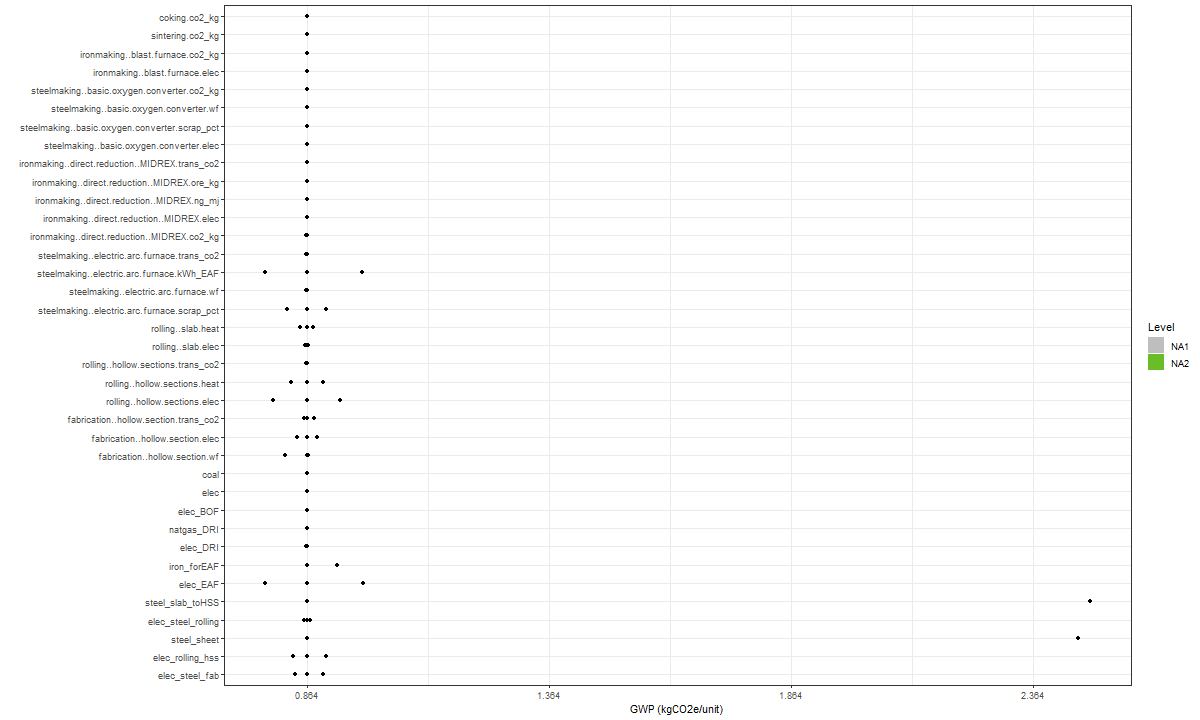 coking.co2_kg
sintering.co2_kg
ironmaking..blast.furnace.co2_kg
ironmaking..blast.furnace.elec
steelmaking..basic.oxygen.converter.co2_kg
steelmaking..basic.oxygen.converter.wf
steelmaking..basic.oxygen.converter.scrap_pct
steelmaking..basic.oxygen.converter.elec
ironmaking..direct.reduction..MIDREX.trans_co2
ironmaking..direct.reduction..MIDREX.ore_kg
ironmaking..direct.reduction..MIDREX.ng_mj
ironmaking..direct.reduction..MIDREX.elec
ironmaking..direct.reduction..MIDREX.co2_kg
steelmaking..electric.arc.furnace.trans_co2
steelmaking..electric.arc.furnace.kWh_EAF
steelmaking..electric.arc.furnace.wf
steelmaking..electric.arc.furnace.scrap_pct
rolling..slab.heat
rolling..slab.elec
rolling..hollow.sections.trans_co2
rolling..hollow.sections.heat
rolling..hollow.sections.elec
fabrication..hollow.section.trans_co2
fabrication..hollow.section.elec
fabrication..hollow.section.wf
coal
elec
elec_BOF
natgas_DRI
elec_DRI
iron_forEAF
elec_EAF
steel_slab_toHSS
elec_steel_rolling
steel_sheet
elec_rolling_hss
elec_steel_fab
0.864 1.364 1.864 2.364
GWP (kgCO2e/unit)
Level
NA1
NA2